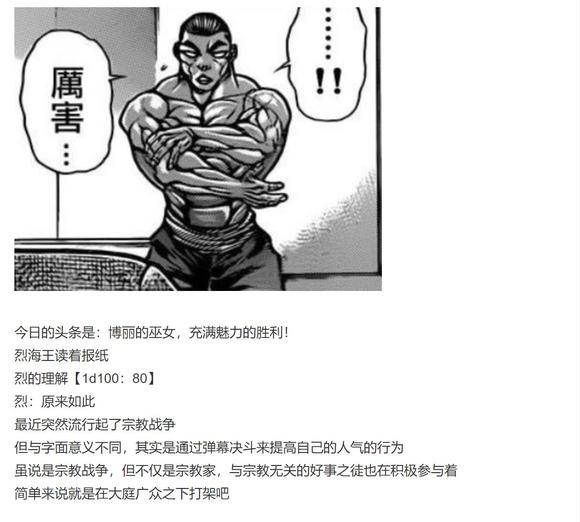 ……！！
厲害…
今日的头条是：博丽的巫女，充满魅力的胜利！
烈海王读着报纸
烈的理解【1d100：80】
烈：原来如此
最近突然流行起了宗教战争
但与字面意义不同，其实是通过弹幕决斗来提高自己的人气的行为
虽说是宗教战争，但不仅是宗教家，与宗教无关的好事之徒也在积极参与着
简单来说就是在大庭广众之下打架吧